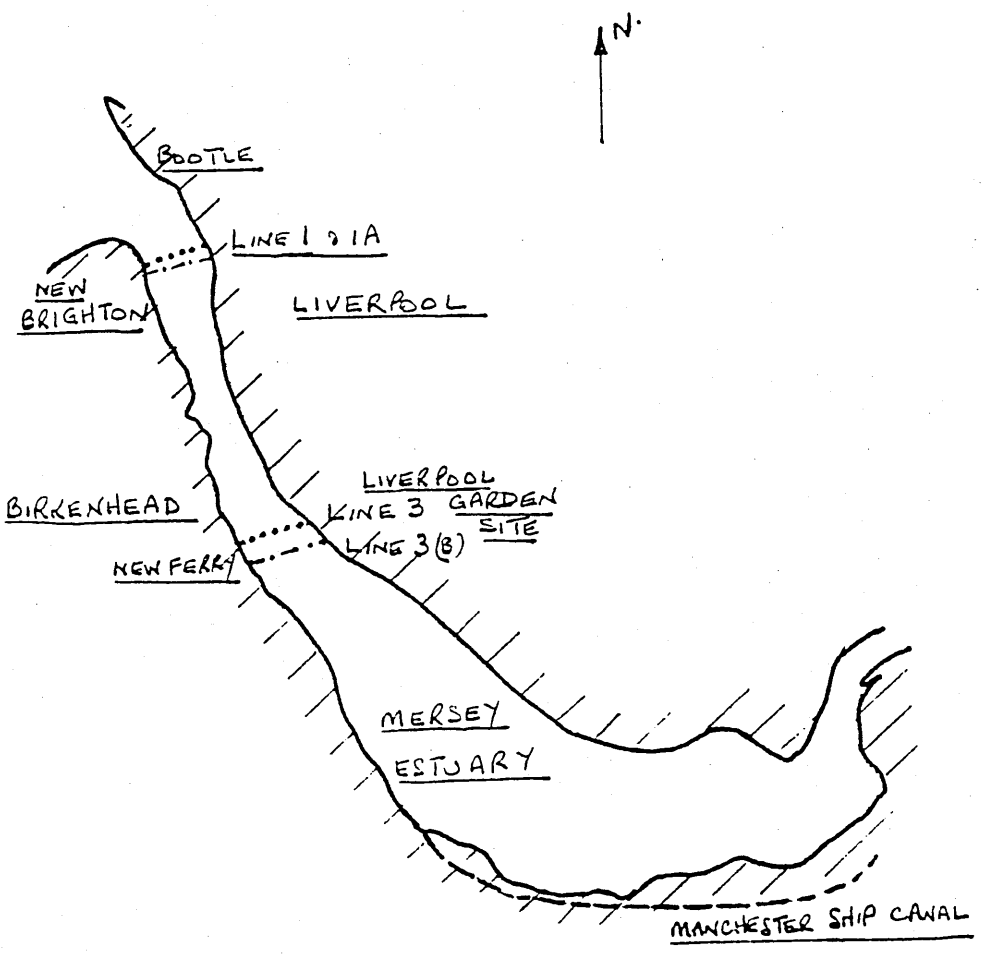 N.
BOOTLE
LINE 1 & 1A
NEW
BRIGHTON
LIVERPOOL
LIVERPOOL
GARDEN
SITE
LINE 3
BIRKENHEAD
LINE 3 (B)
NEW FERRY
MERSEY
ESTUARY
MANCHESTER SHIP CANAL